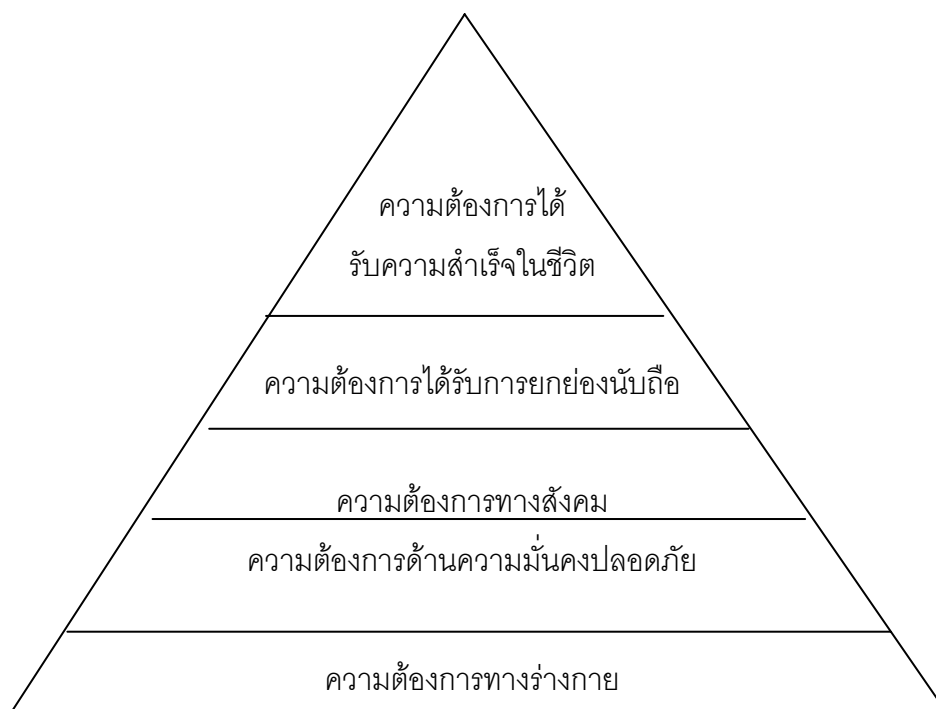 ความต้องการได้
รับความสำเร็จในชีวิต
ความต้องการได้รับการยกย่องนับถือ
ความต้องการทางสังคม
ความต้องการด้านความมั่นคงปลอดภัย
ความต้องการทางร่างกาย